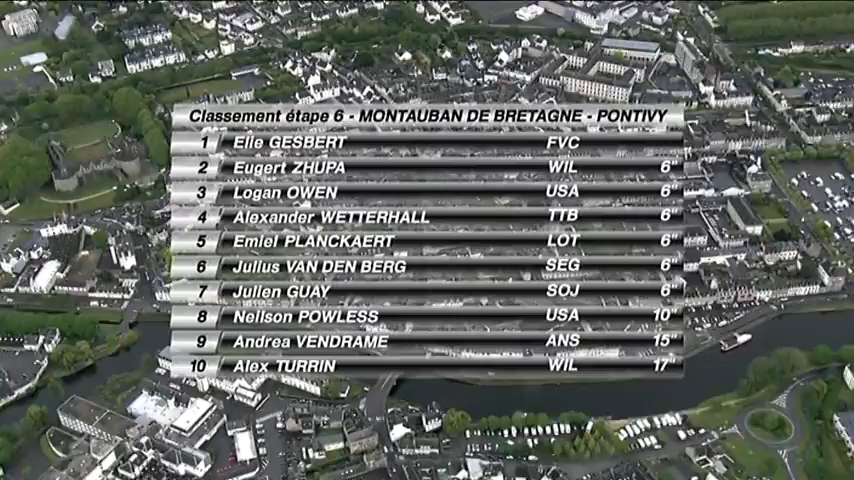 Classement étape 6 - MONTAUBAN DE BRETAGNE - PONTIVY
1 Elie GESBERT FVC
2 Eugert ZHUPA WIL 6"
3 Logan OWEN USA 6"
4 Alexander WETTERHALL TTB 6"
5 Emiel PLANCKAERT LOT 6"
6 Julius VAN DEN BERG SEG 6"
7 Julien GUAY SOJ 6"
8 Neilson POWLESS USA 10"
9 Andrea VENDRAME ANS 15"
10 Alex TURRIN WIL 17"